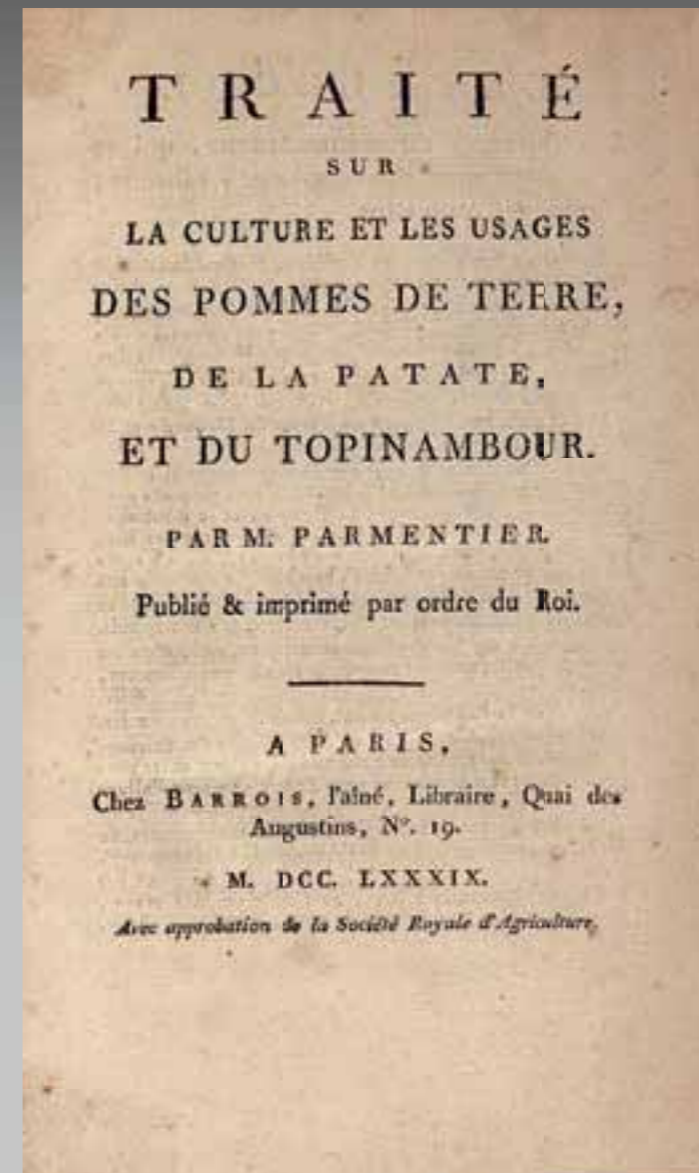 TRAITÉ
SUR
LA CULTURE ET LES USAGES
DES POMMES DE TERRE,
DE LA PATATE,
ET DU TOPINAMBOUR.
PAR M. PARMENTIER.
Publié & imprimé par ordre du Roi.
A PARIS,
Chez BARROIS, l'aîné, Libraire, Quai des
Augustins, N°. 19.
M. DCC. LXXXIX.
Avec approbation de la Société Royale d'Agriculture,